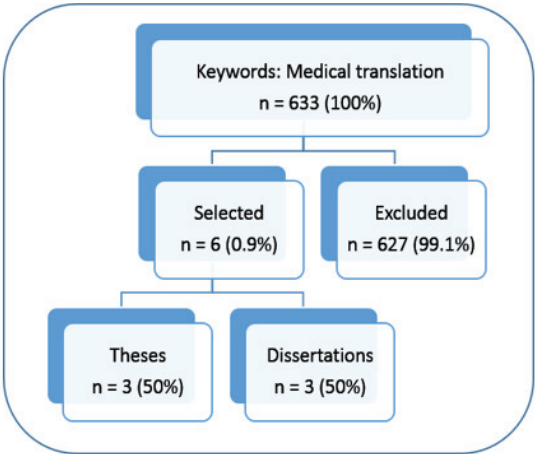 Keywords: Medical translation
n = 633 (100%)
Selected
n = 6 (0.9%)
Excluded
n = 627 (99.1%)
Theses
n = 3 (50%)
Dissertations
n = 3 (50%)